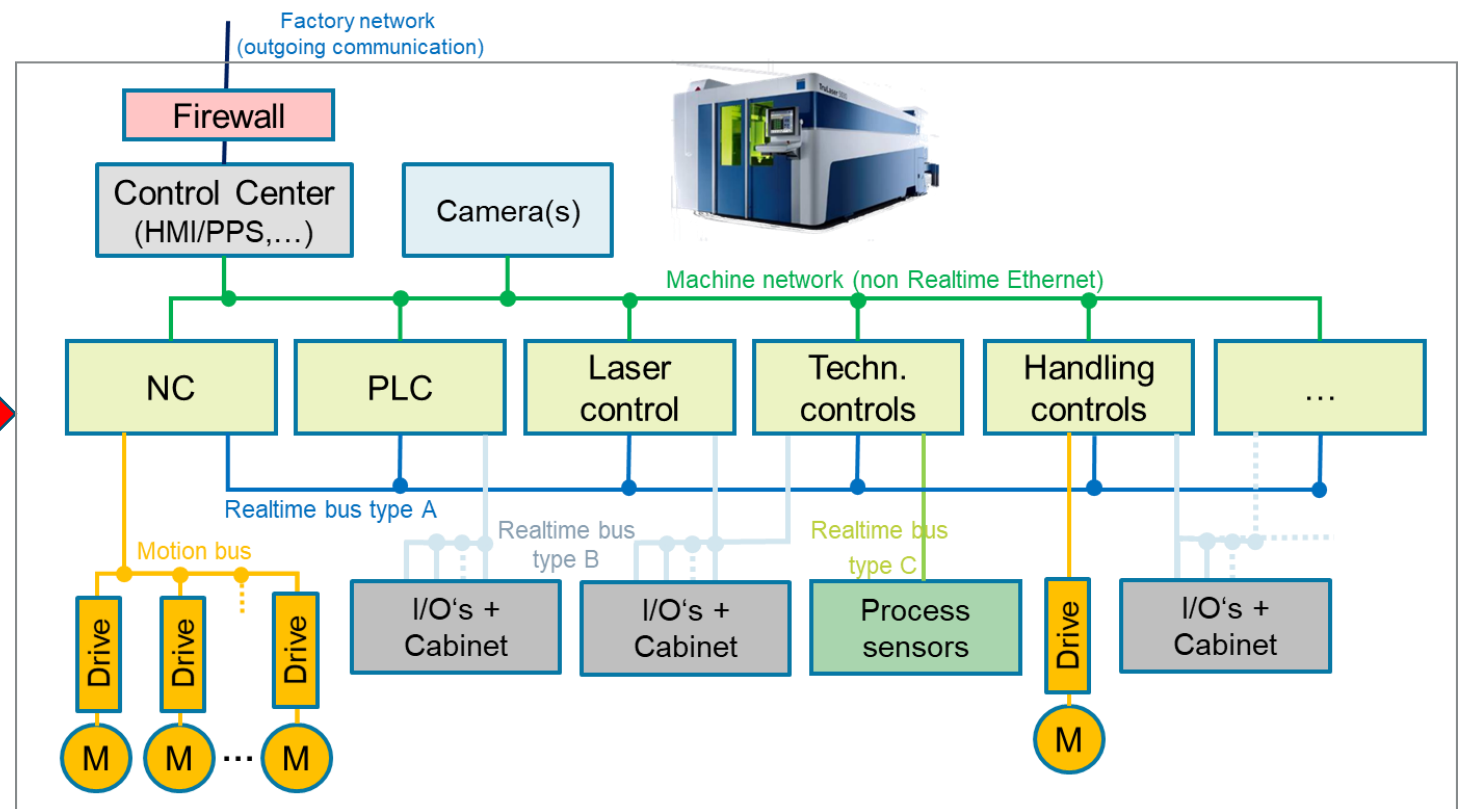 Factory network
(outgoing communication)
Firewall
Control Center
(HMI/PPS,…)
Camera(s)
TruLaser
Machine network (non Realtime Ethernet)
NC
PLC
Laser
control
Techn.
controls
Handling
controls
…
Realtime bus type A
Motion bus
Realtime bus
type B
Realtime bus
type C
Drive
Drive
Drive
I/O‘s +
Cabinet
I/O‘s +
Cabinet
Process
sensors
Drive
I/O‘s +
Cabinet
M
M
...
M
M